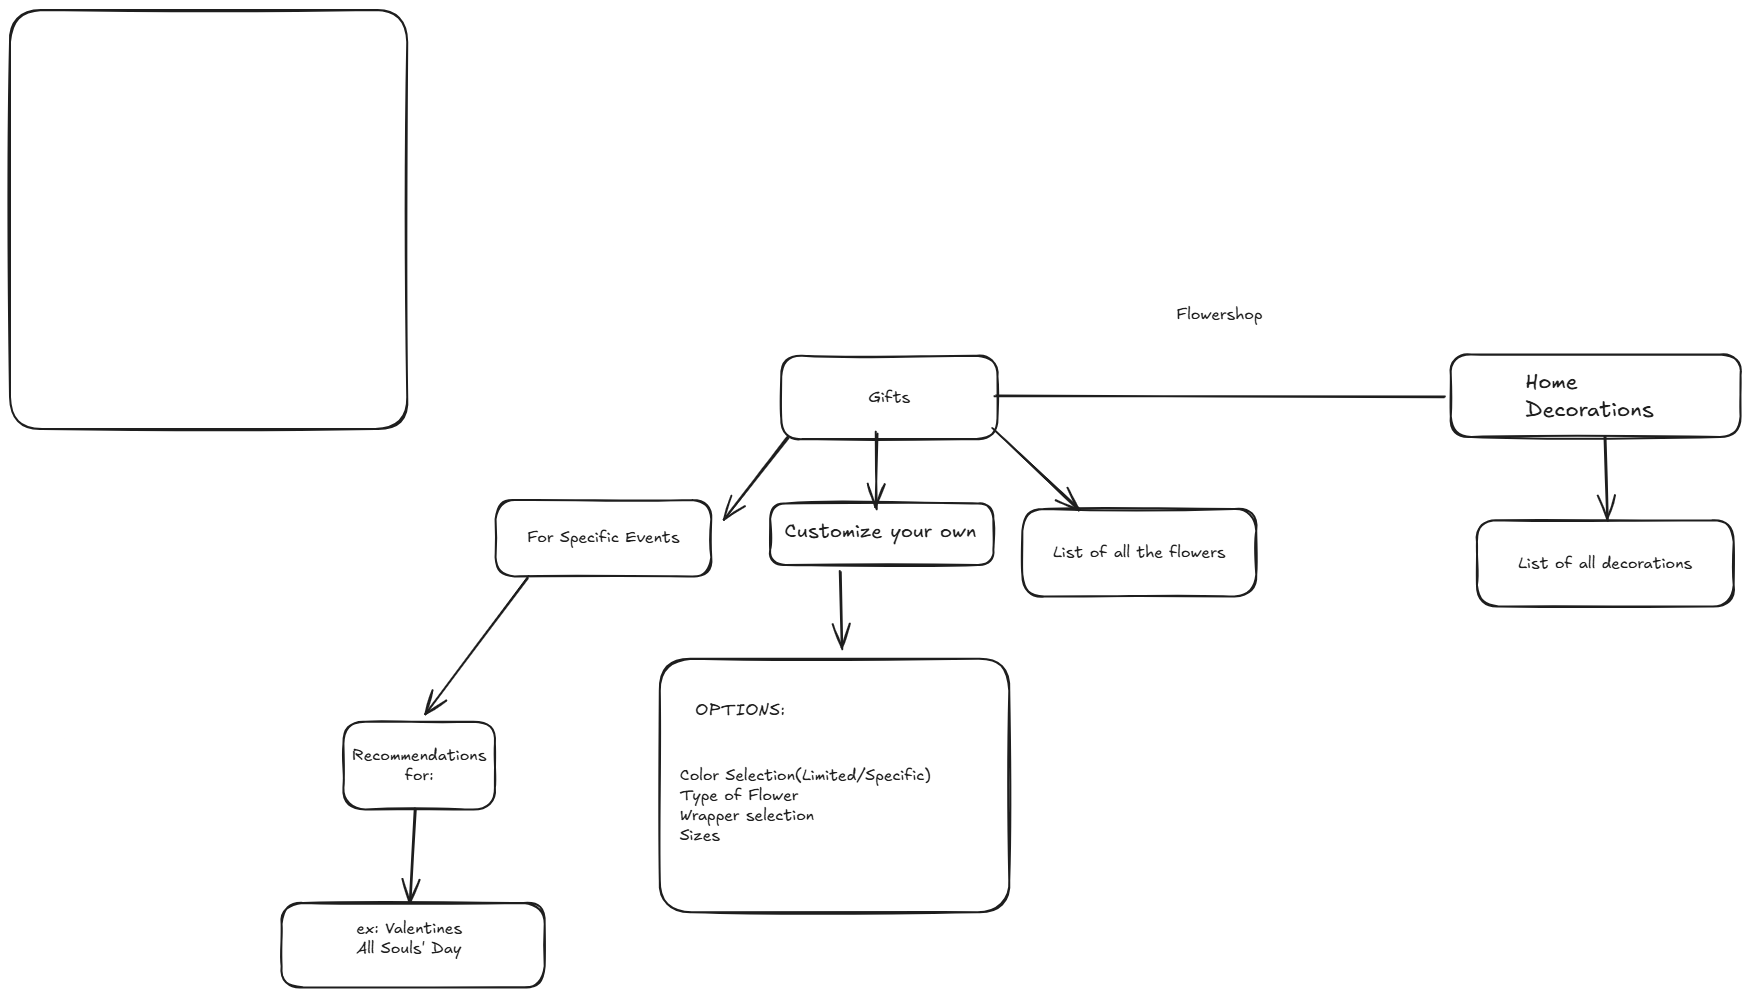 Flowershop
Gifts
Home
Decorations
For Specific Events
Customize your own
List of all the flowers
List of all decorations
OPTIONS:
Color Selection(Limited/Specific)
Type of Flower
Wrapper selection
Sizes
Recommendations
for:
ex: Valentines
All Souls' Day